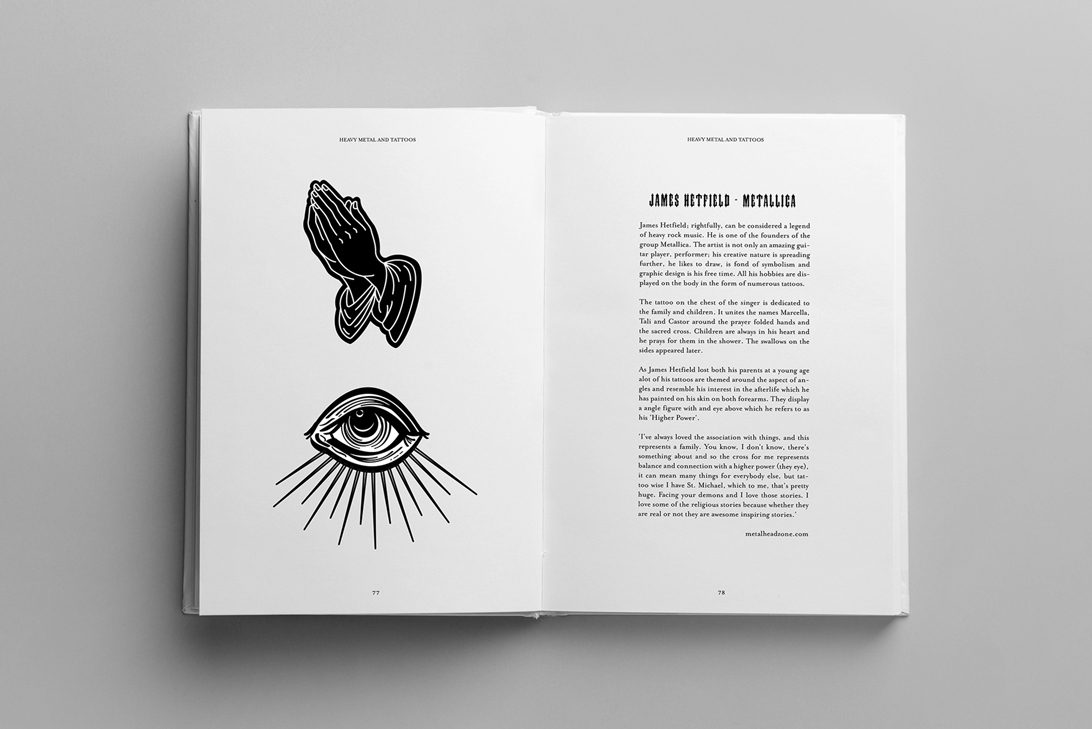 HEAVY METAL AND TATTOOS
77
HEAVY METAL AND TATTOOS
JAMES HETFIELD - METALLICA
James Hetfield; rightfully, can be considered a legend
of heavy rock music. He is one of the founders of the
group Metallica. The artist is not only an amazing gui-
tar player, performer; his creative nature is spreading
further, he likes to draw, is fond of symbolism and
graphic design is his free time. All his hobbies are dis-
played on the body in the form of numerous tattoos.
The tattoo on the chest of the singer is dedicated to
the family and children. It unites the names Marcella,
Tali and Castor around the prayer folded hands and
the sacred cross. Children are always in his heart and
he prays for them in the shower. The swallows on the
sides appeared later.
As James Hetfield lost both his parents at a young age
alot of his tattoos are themed around the aspect of an-
gles and resemble his interest in the afterlife which he
has painted on his skin on both forearms. They display
a angle figure with and eye above which he refers to as
his 'Higher Power'.
'I've always loved the association with things, and this
represents a family. You know, I don't know, there's
something about and so the cross for me represents
balance and connection with a higher power (they eye),
it can mean many things for everybody else, but tat-
too wise I have St. Michael, which to me, that's pretty
huge. Facing your demons and I love those stories. I
love some of the religious stories because whether they
are real or not they are awesome inspiring stories.'
metalheadzone.com
78